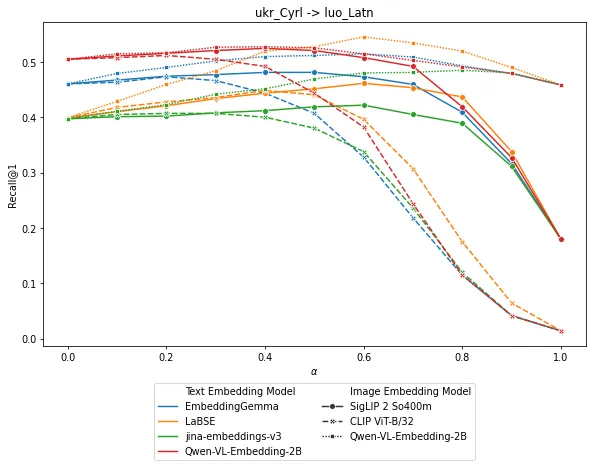 ukr_Cyrl -> luo_Latn
Recall@1
0.5
0.4
0.3
0.2
0.1
0.0
0.0 0.2 0.4 0.6 0.8 1.0
α
Text Embedding Model
EmbeddingGemma
LaBSE
jina-embeddings-v3
Qwen-VL-Embedding-2B
Image Embedding Model
SigLIP 2 So400m
CLIP ViT-B/32
Qwen-VL-Embedding-2B